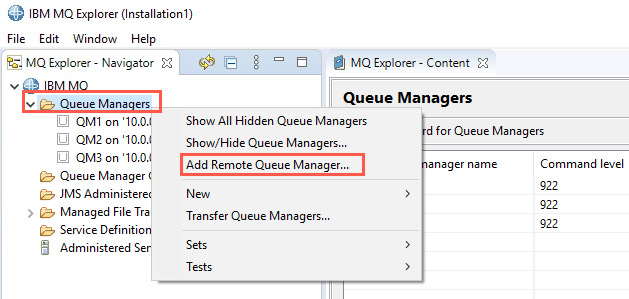 IBM MQ Explorer (Installation1)
File Edit Window Help
MQ Explorer - Navigator
MQ Explorer - Content
IBM MQ
Queue Managers
QM1 on '10.0.
QM2 on '10.0.
QM3 on '10.0.
Queue Manager
JMS Administered
Managed File Tra
Service Definition
Administered Ser
Show All Hidden Queue Managers
Show/Hide Queue Managers...
Add Remote Queue Manager...
New
Transfer Queue Managers...
Sets
Tests
Queue Managers
rd for Queue Managers
manager name Command level
922
922
922